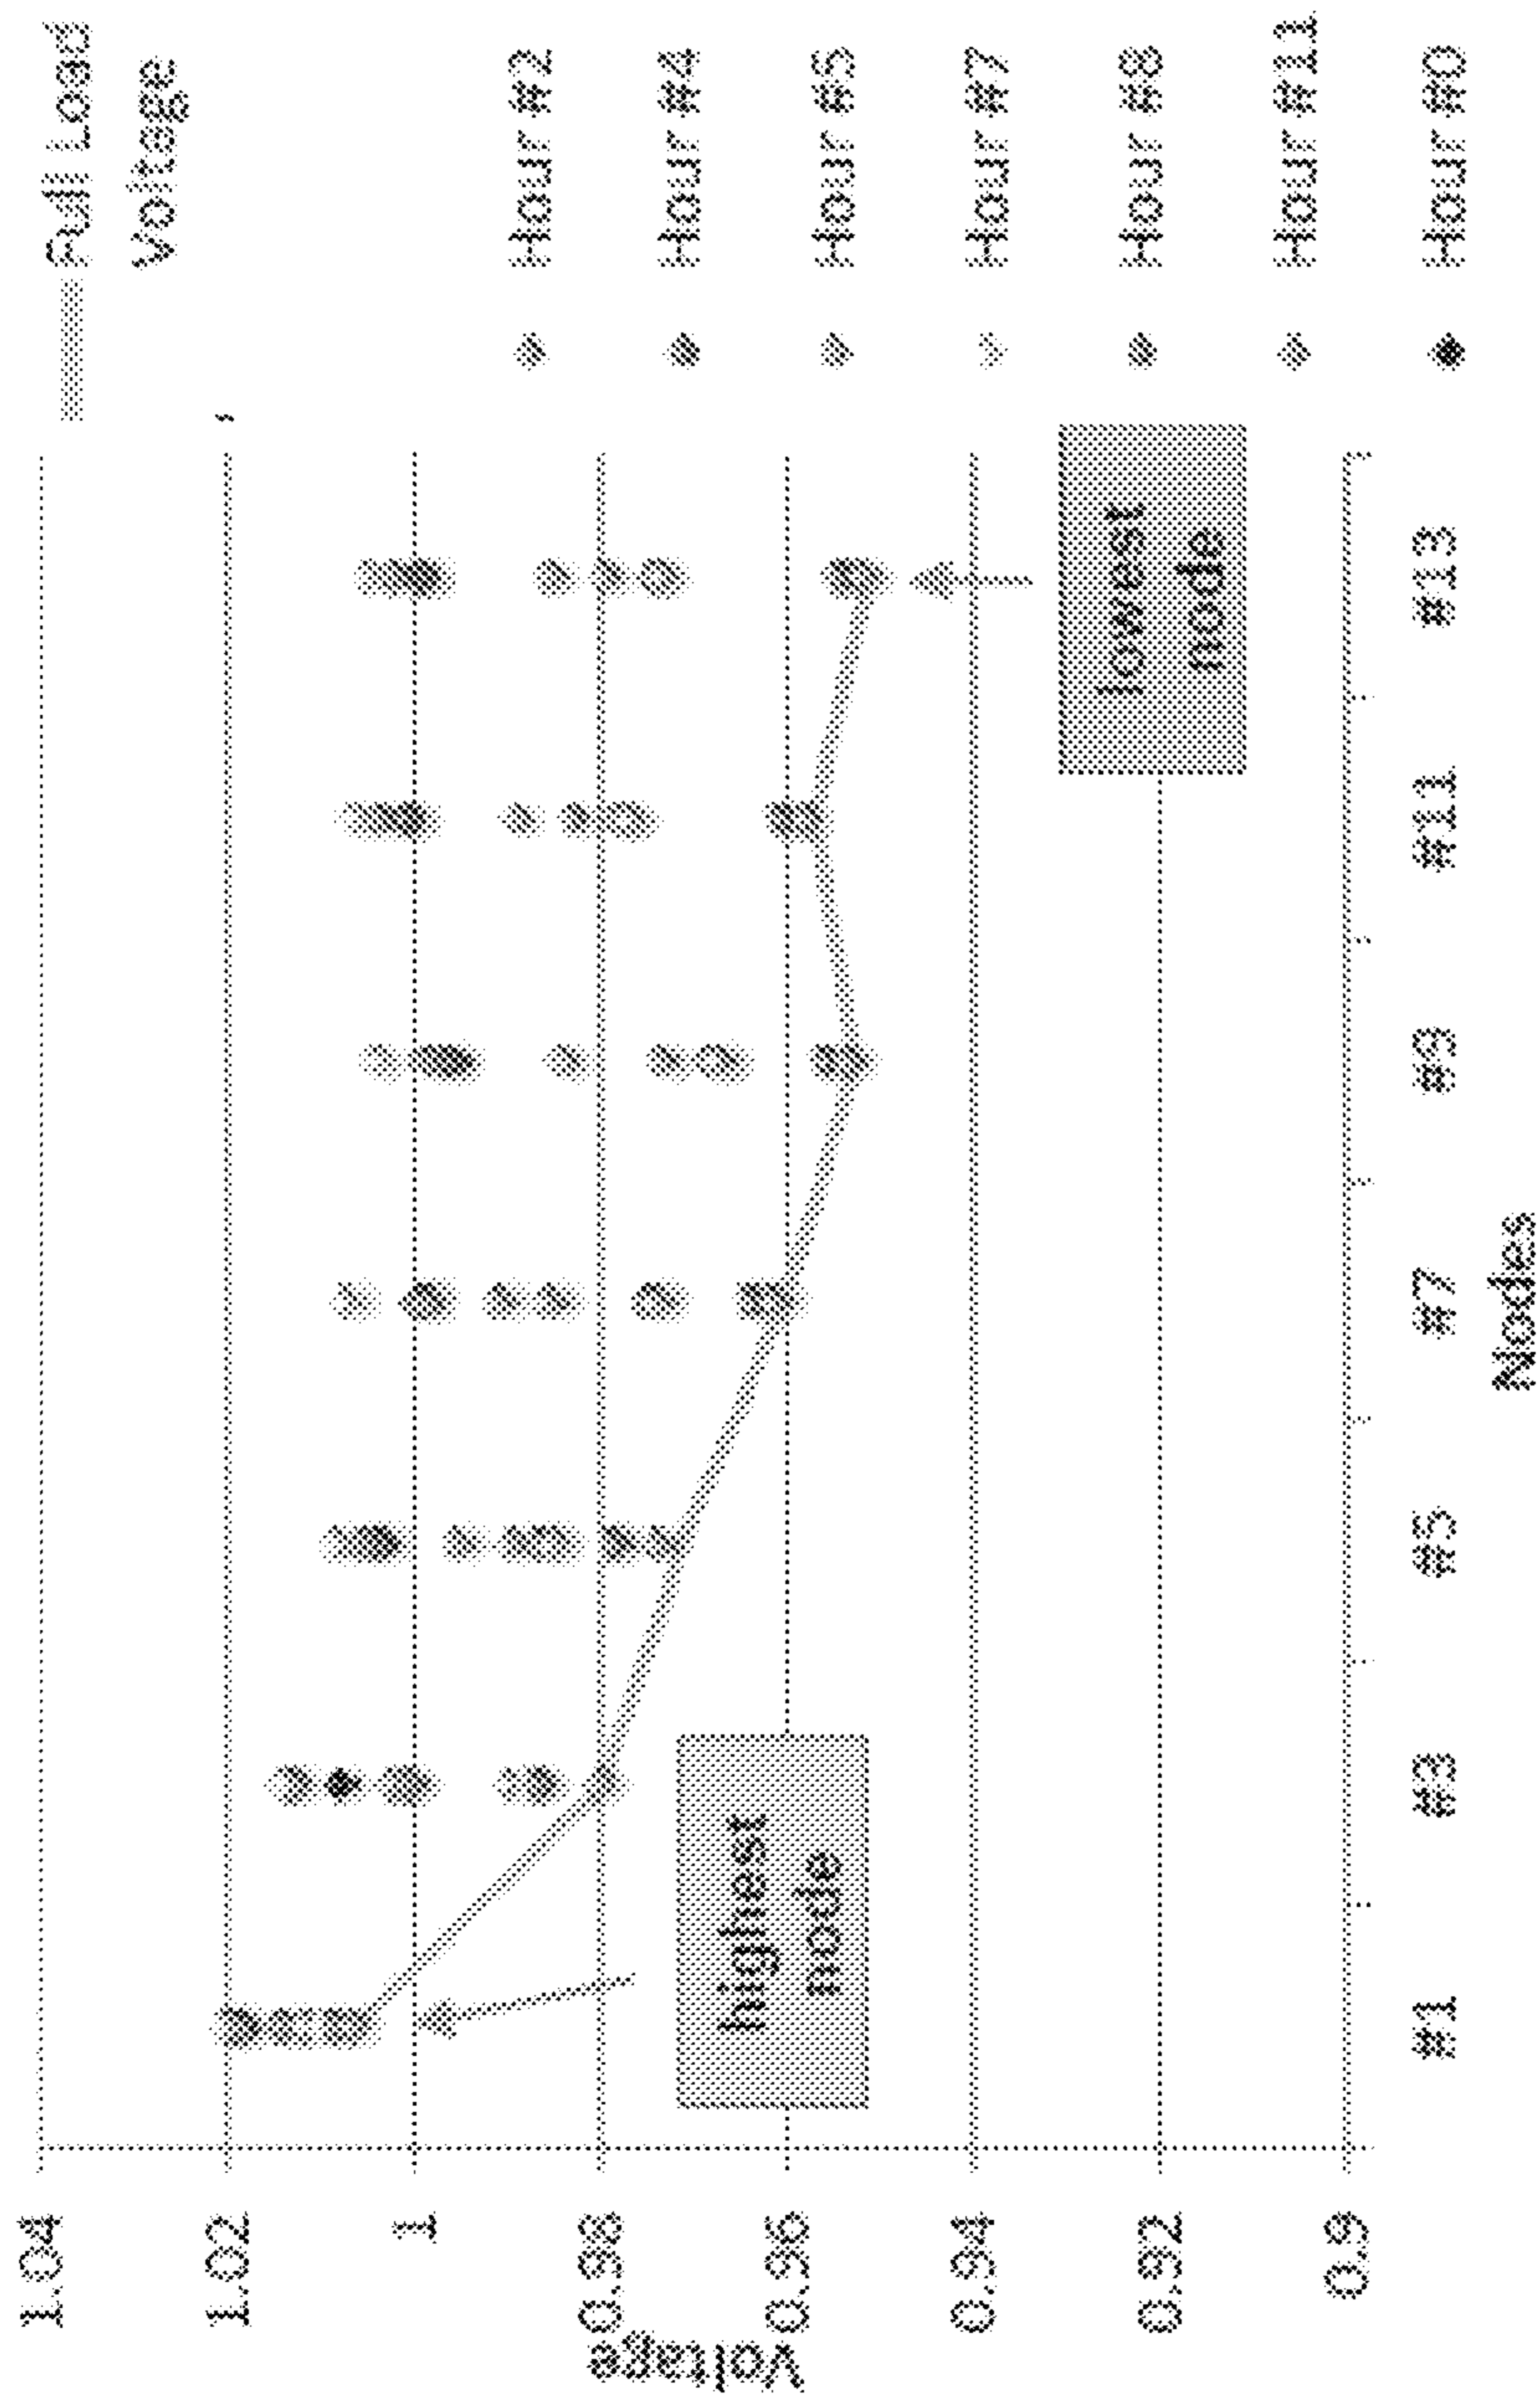 1.04
1.02
1
0.98
0.96
0.94
0.92
0.9
Voltage
#1
#3
#5
#7
#9
#11
#13
Nodes
highest
node
lowest
node
Full Load
Voltage
Hour #2
Hour #4
Hour #5
Hour #7
Hour #8
Hour #11
Hour #0